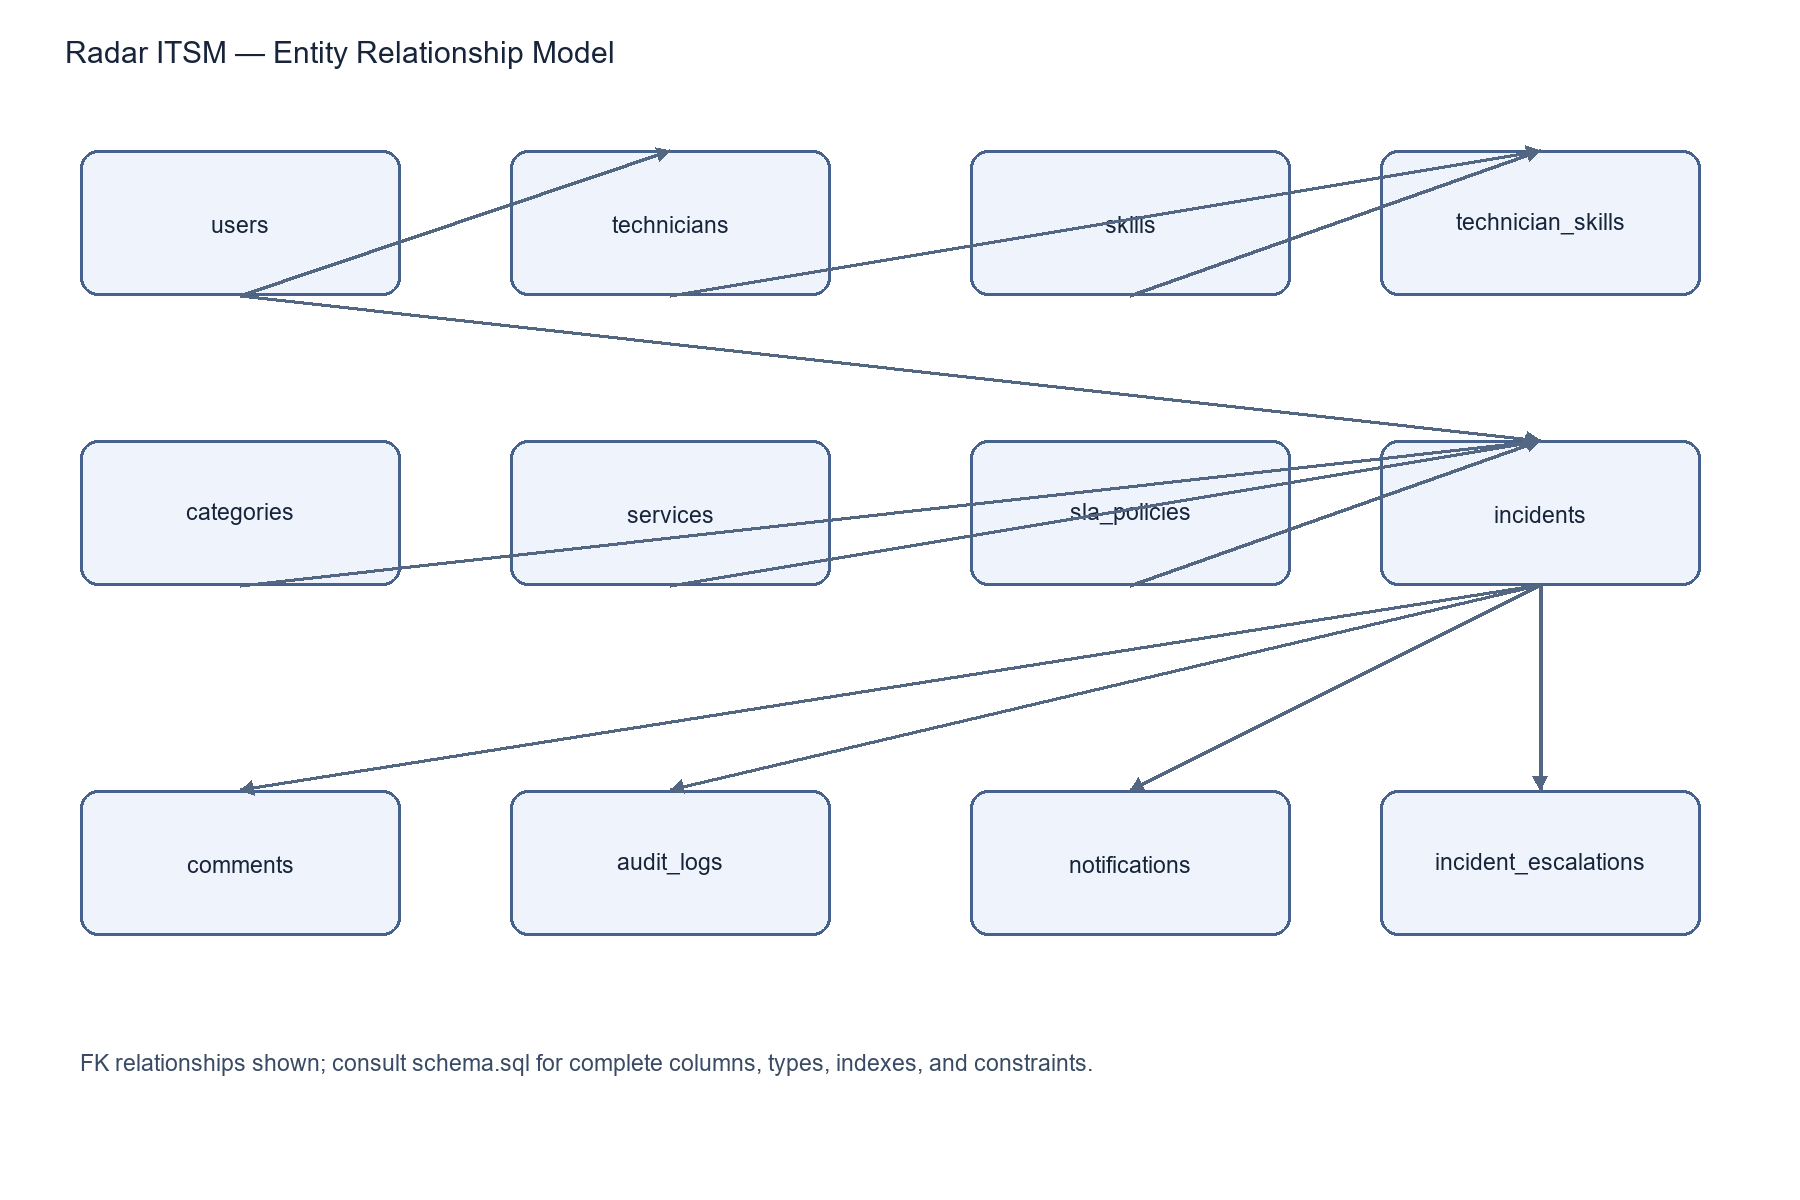 Radar ITSM — Entity Relationship Model
users
technicians
skills
technician_skills
categories
services
sla_policies
incidents
comments
audit_logs
notifications
incident_escalations
FK relationships shown; consult schema.sql for complete columns, types, indexes, and constraints.